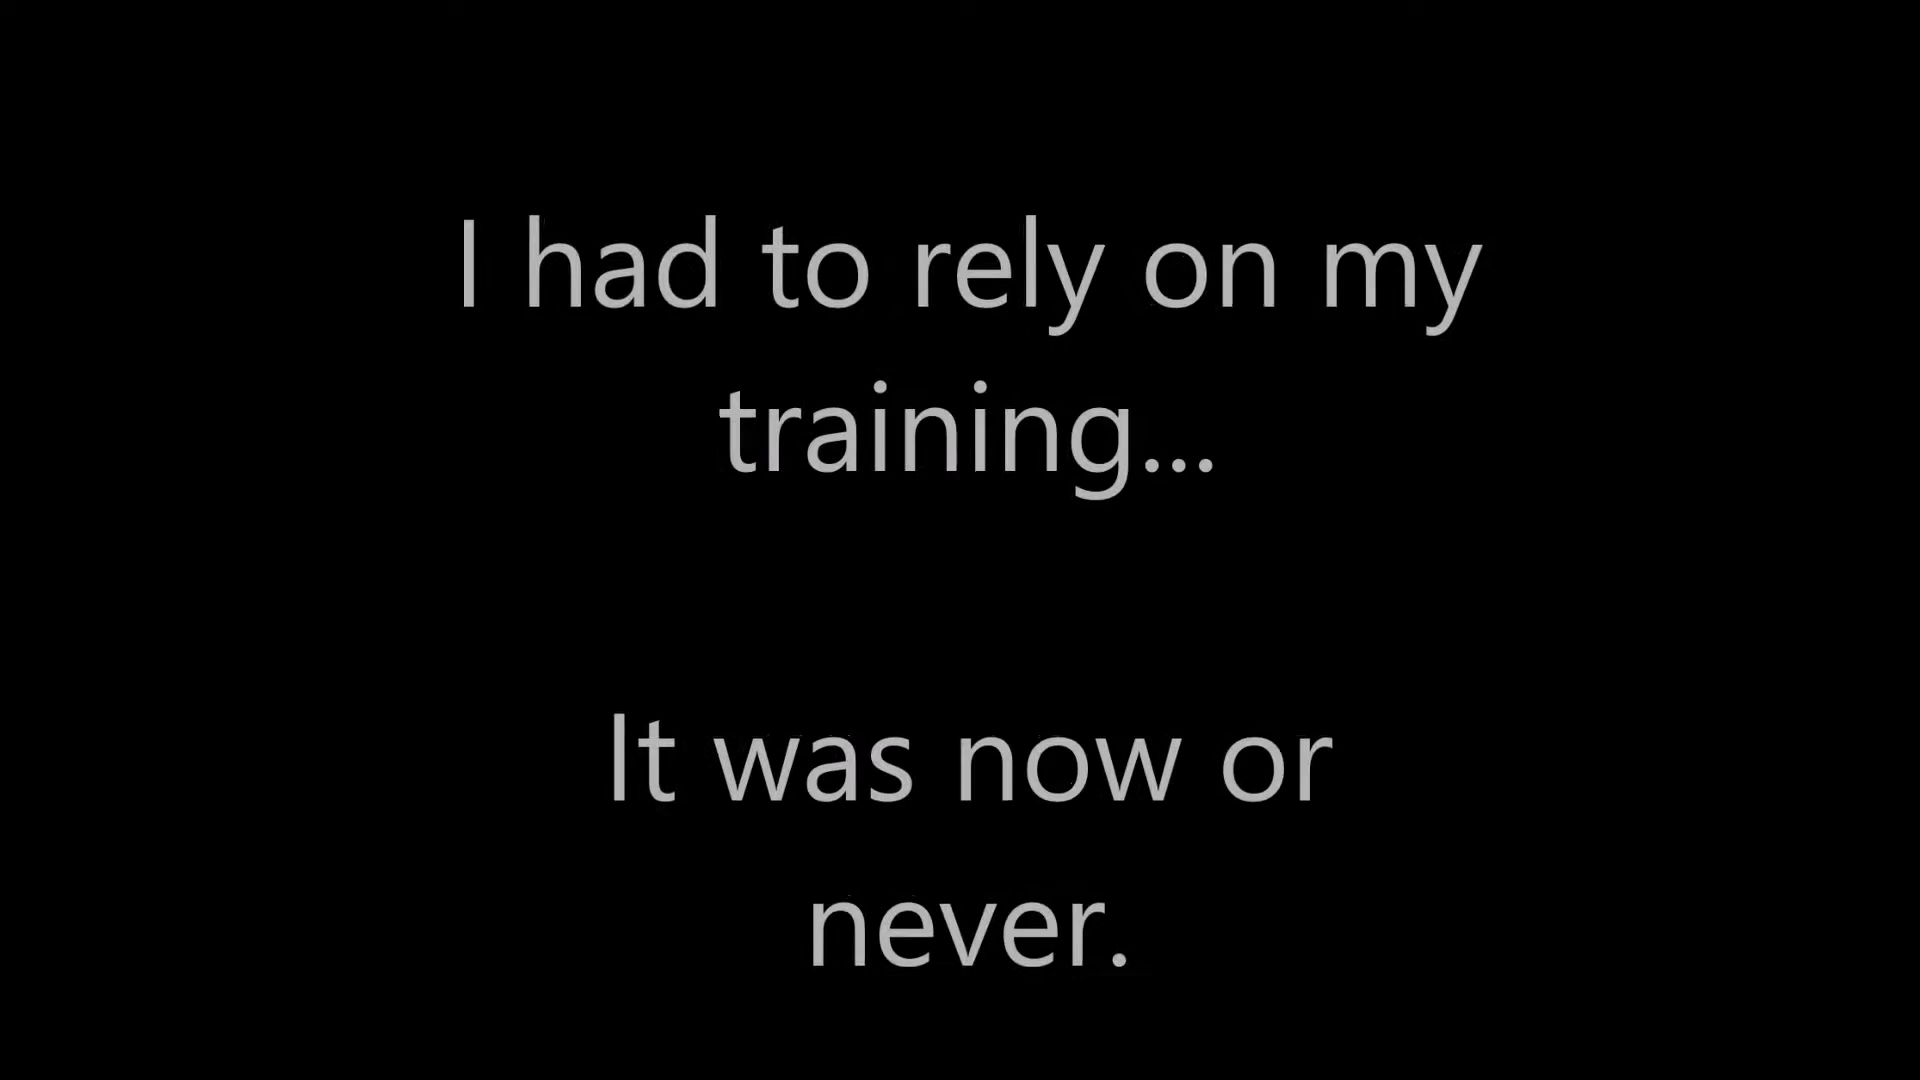 I had to rely on my
training...
It was now or
never.